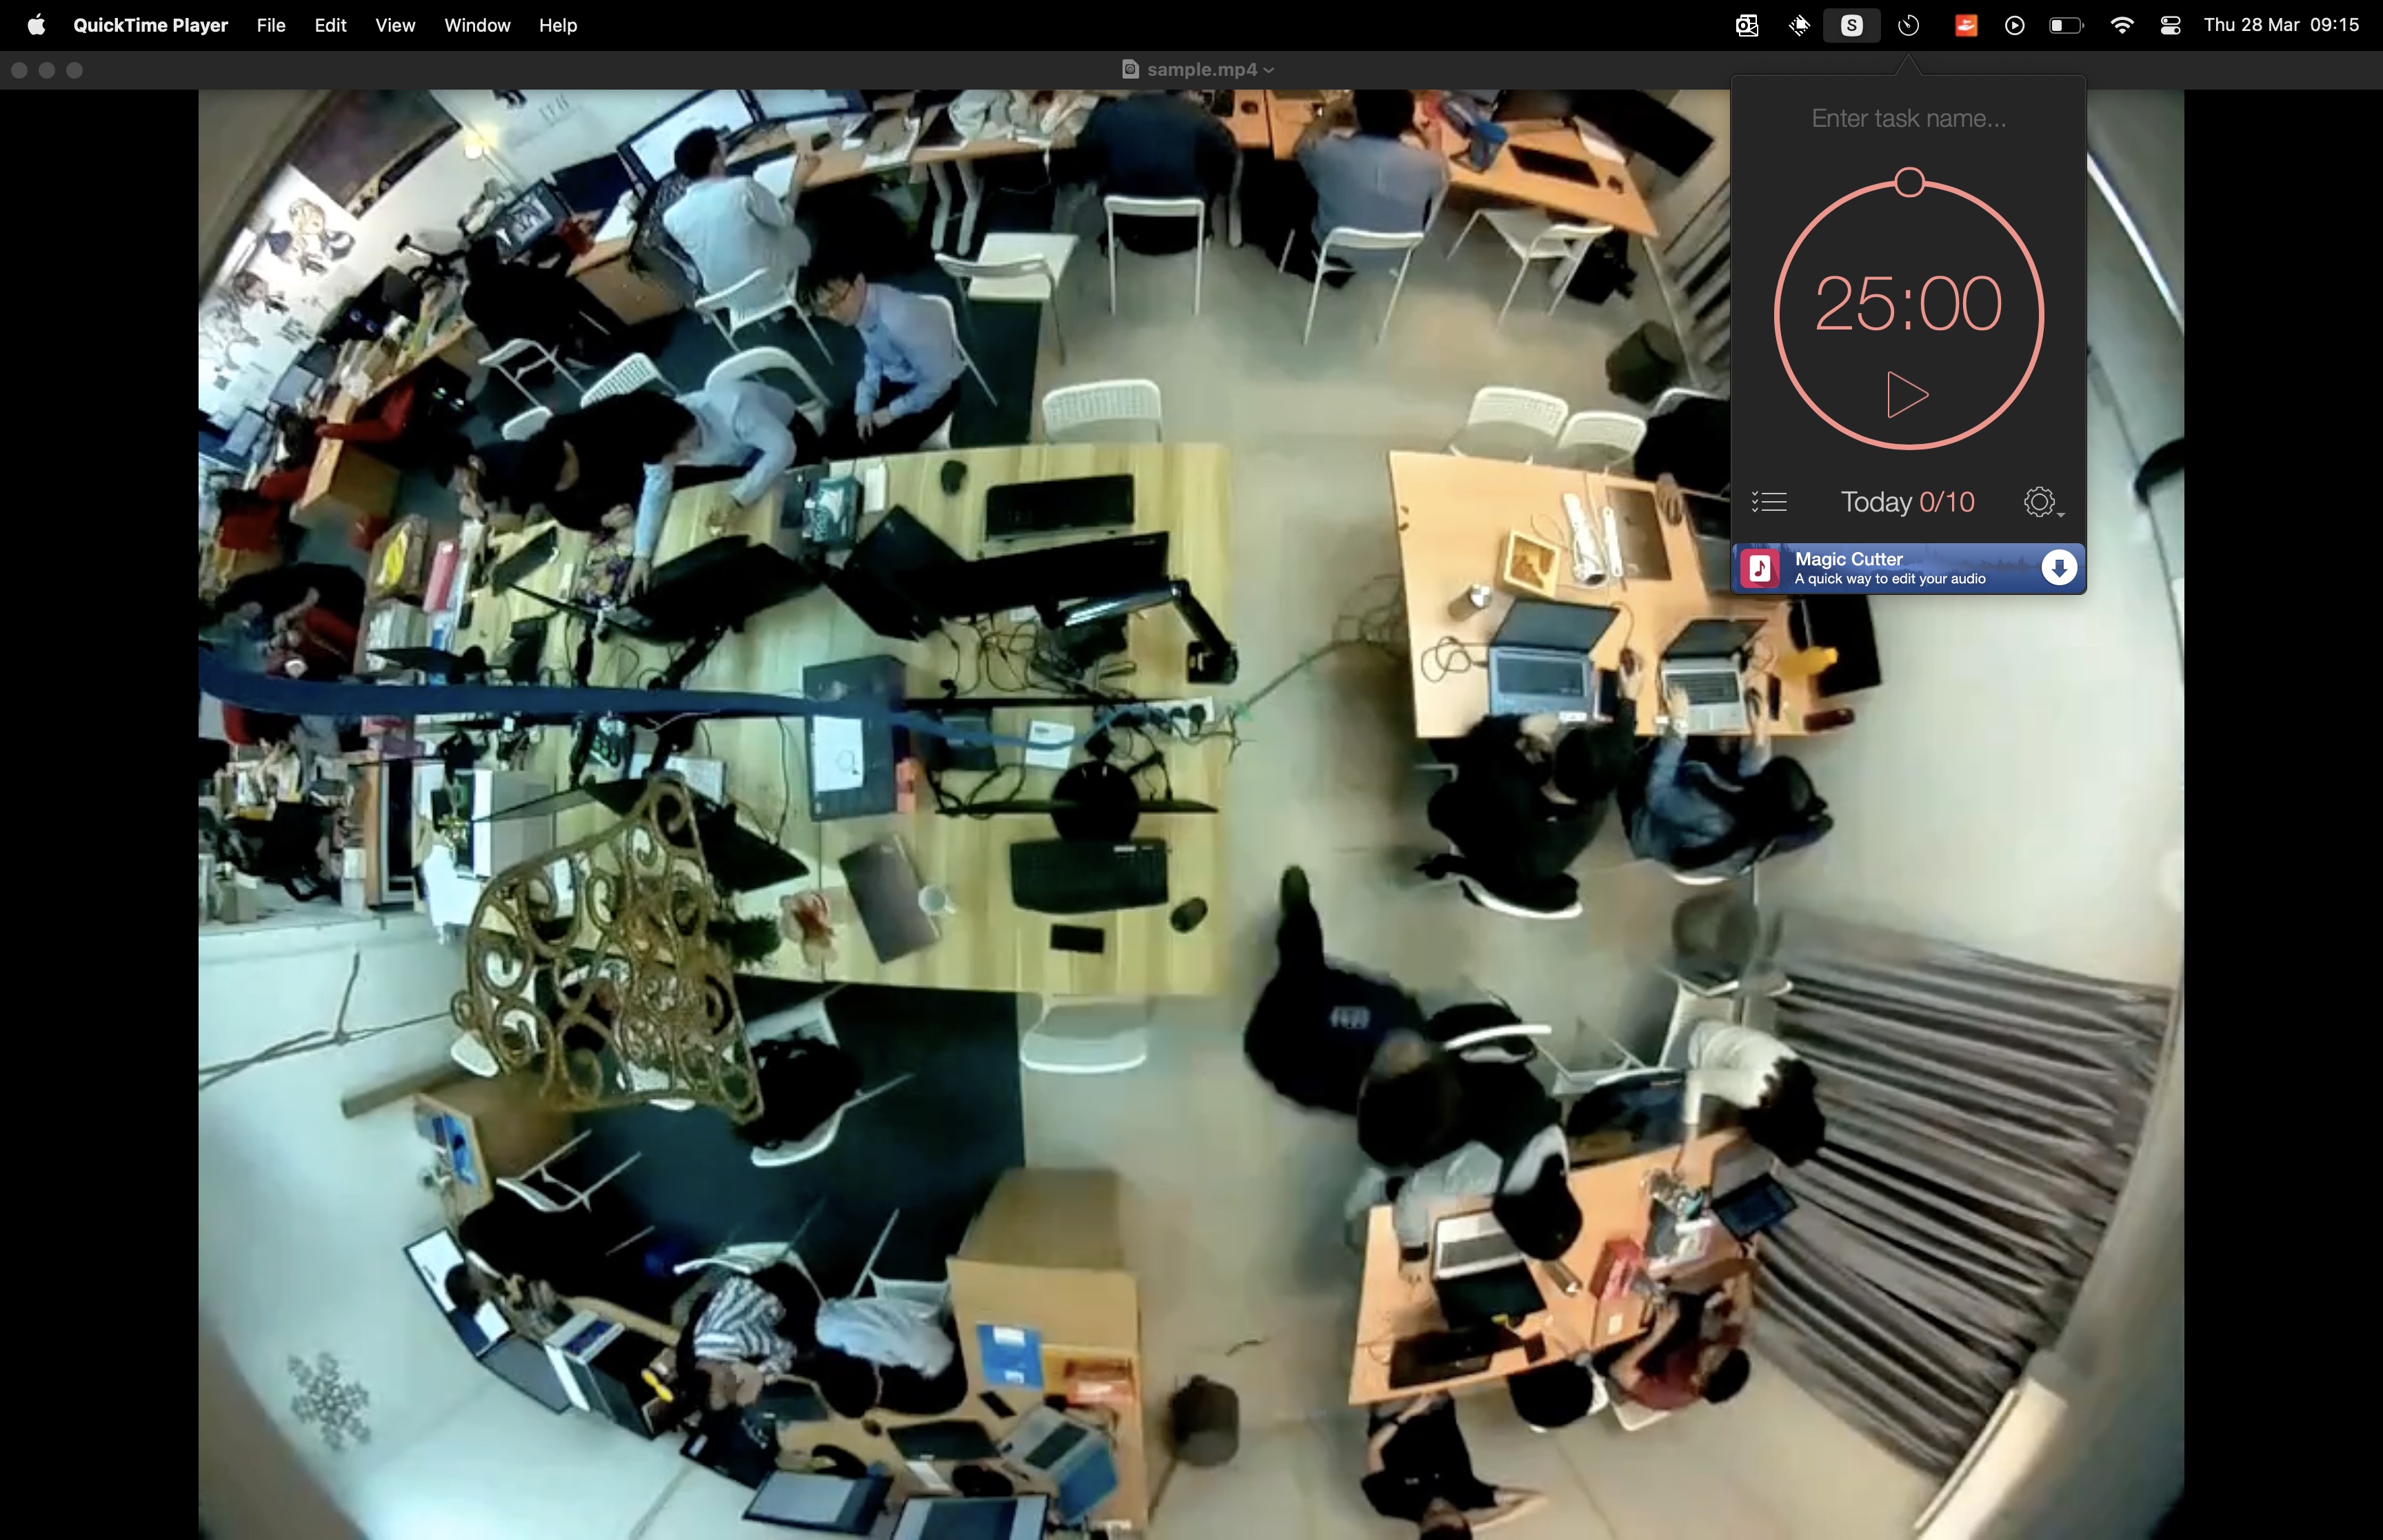 QuickTime Player File Edit View Window Help S Thu 28 Mar 09:15
sample.mp4
Enter task name...
25:00
Today 0/10
Magic Cutter
A quick way to edit your audio